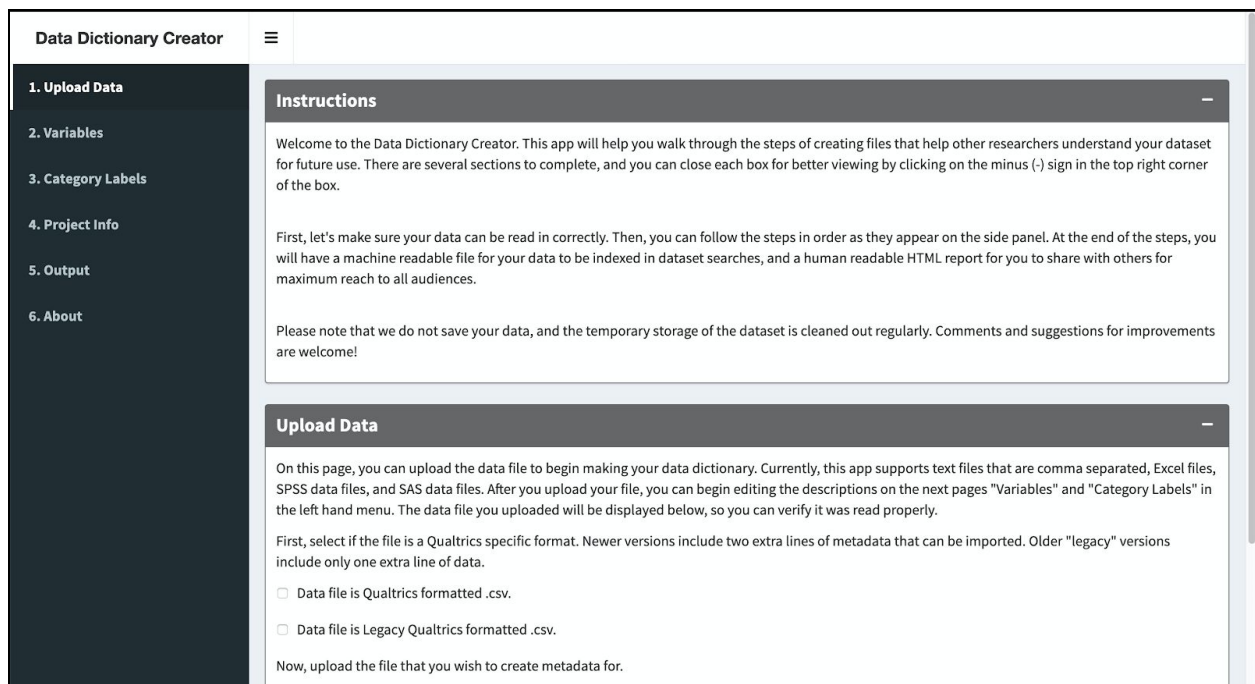 Data Dictionary Creator
1. Upload Data
2. Variables
3. Category Labels
4. Project Info
5. Output
6. About
Instructions
Welcome to the Data Dictionary Creator. This app will help you walk through the steps of creating files that help other researchers understand your dataset
for future use. There are several sections to complete, and you can close each box for better viewing by clicking on the minus (-) sign in the top right corner
of the box.
First, let's make sure your data can be read in correctly. Then, you can follow the steps in order as they appear on the side panel. At the end of the steps, you
will have a machine readable file for your data to be indexed in dataset searches, and a human readable HTML report for you to share with others for
maximum reach to all audiences.
Please note that we do not save your data, and the temporary storage of the dataset is cleaned out regularly. Comments and suggestions for improvements
are welcome!
Upload Data
On this page, you can upload the data file to begin making your data dictionary. Currently, this app supports text files that are comma separated, Excel files,
SPSS data files, and SAS data files. After you upload your file, you can begin editing the descriptions on the next pages "Variables" and "Category Labels" in
the left hand menu. The data file you uploaded will be displayed below, so you can verify it was read properly.
First, select if the file is a Qualtrics specific format. Newer versions include two extra lines of metadata that can be imported. Older "legacy" versions
include only one extra line of data.
Data file is Qualtrics formatted .csv.
Data file is Legacy Qualtrics formatted .csv.
Now, upload the file that you wish to create metadata for.